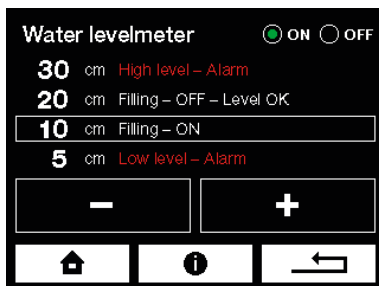 Water levelmeter ON OFF
30 cm High level – Alarm
20 cm Filling – OFF – Level OK
10 cm Filling – ON
5 cm Low level – Alarm
– +
i